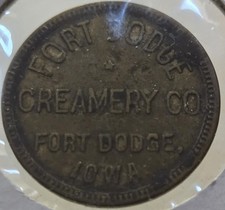 FORT DODGE
CREAMERY CO
FORT DODGE,
IOWA